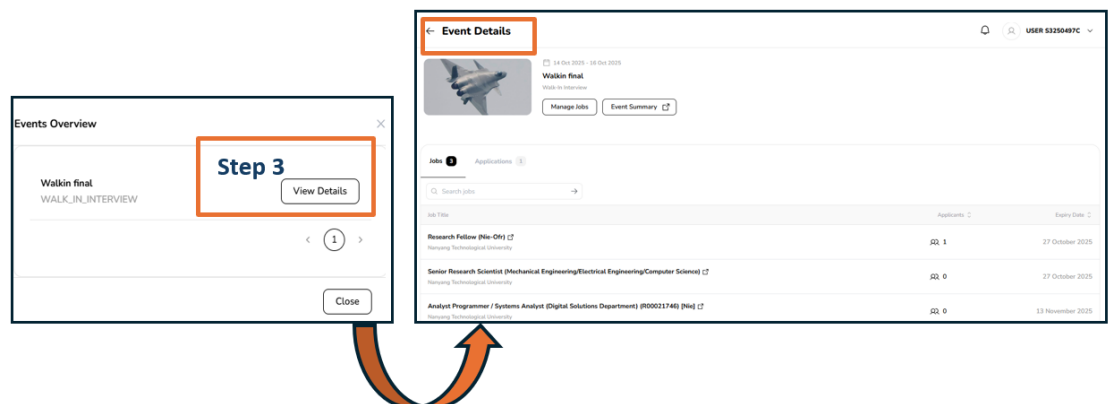 Events Overview
Step 3
Walkin final
WALK_IN_INTERVIEW
View Details
1
Close
Event Details
USER S3250497C
14 Oct 2025 - 16 Oct 2025
Walkin final
Walk-in interview
Manage Jobs
Event Summary
Jobs 3
Applications 1
Search jobs
Job Title
Applicants
Expiry Date
Research Fellow (Nie-Ofr)
Nanyang Technological University
1
27 October 2025
Senior Research Scientist (Mechanical Engineering/Electrical Engineering/Computer Science)
Nanyang Technological University
0
27 October 2025
Analyst Programmer / Systems Analyst (Digital Solutions Department) (R00021746) [Nie]
Nanyang Technological University
0
13 November 2025